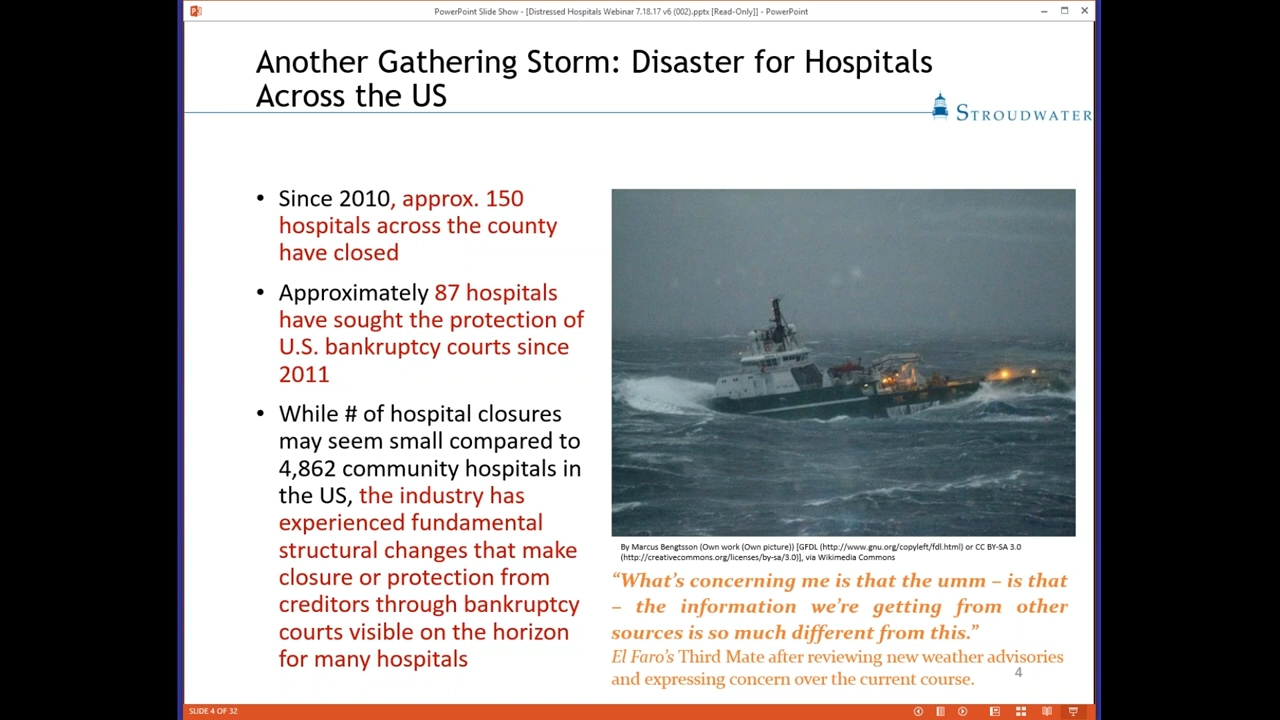 PowerPoint Slide Show - [Distressed Hospitals Webinar 7.18.17 v6 (002).pptx [Read-Only]] - PowerPoint
Another Gathering Storm: Disaster for Hospitals
Across the US
STROUDWATER
• Since 2010, approx. 150
hospitals across the county
have closed
• Approximately 87 hospitals
have sought the protection of
U.S. bankruptcy courts since
2011
• While # of hospital closures
may seem small compared to
4,862 community hospitals in
the US, the industry has
experienced fundamental
structural changes that make
closure or protection from
creditors through bankruptcy
courts visible on the horizon
for many hospitals
By Marcus Bengtsson (Own work (Own picture)) [GFDL (http://www.gnu.org/copyleft/fdl.html) or CC BY-SA 3.0
(http://creativecommons.org/licenses/by-sa/3.0)], via Wikimedia Commons
“What’s concerning me is that the umm – is that
– the information we’re getting from other
sources is so much different from this.”
El Faro’s Third Mate after reviewing new weather advisories
and expressing concern over the current course.
4
SLIDE 4 OF 32